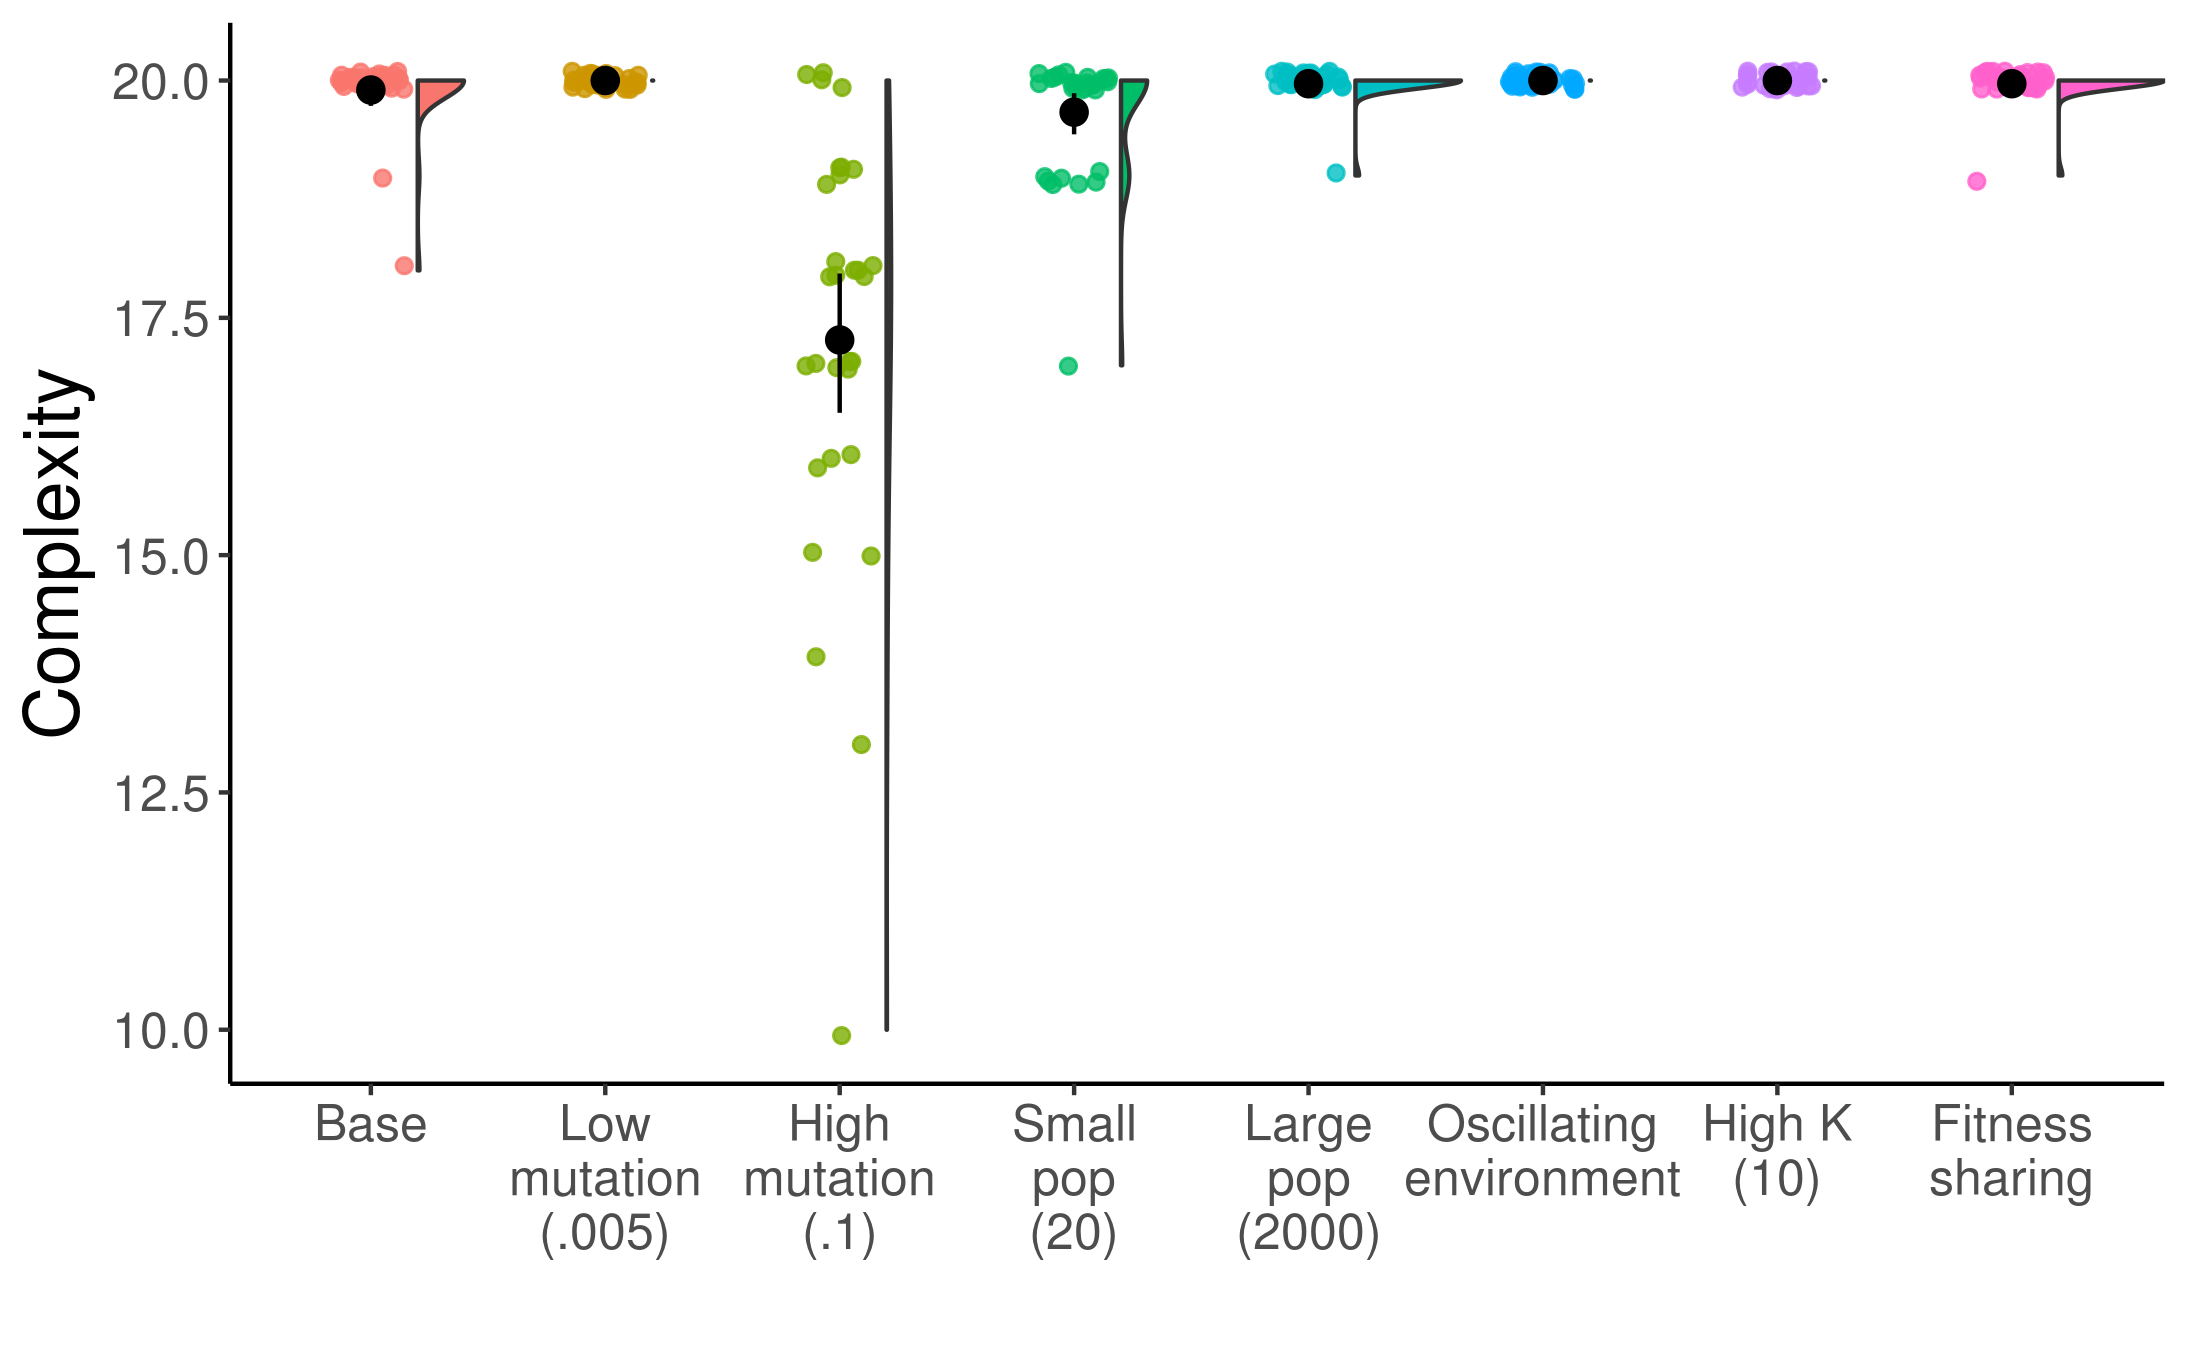 Complexity
20.0
17.5
15.0
12.5
10.0
Base
Low
mutation
(.005)
High
mutation
(.1)
Small
pop
(20)
Large
pop
(2000)
Oscillating
environment
High K
(10)
Fitness
sharing